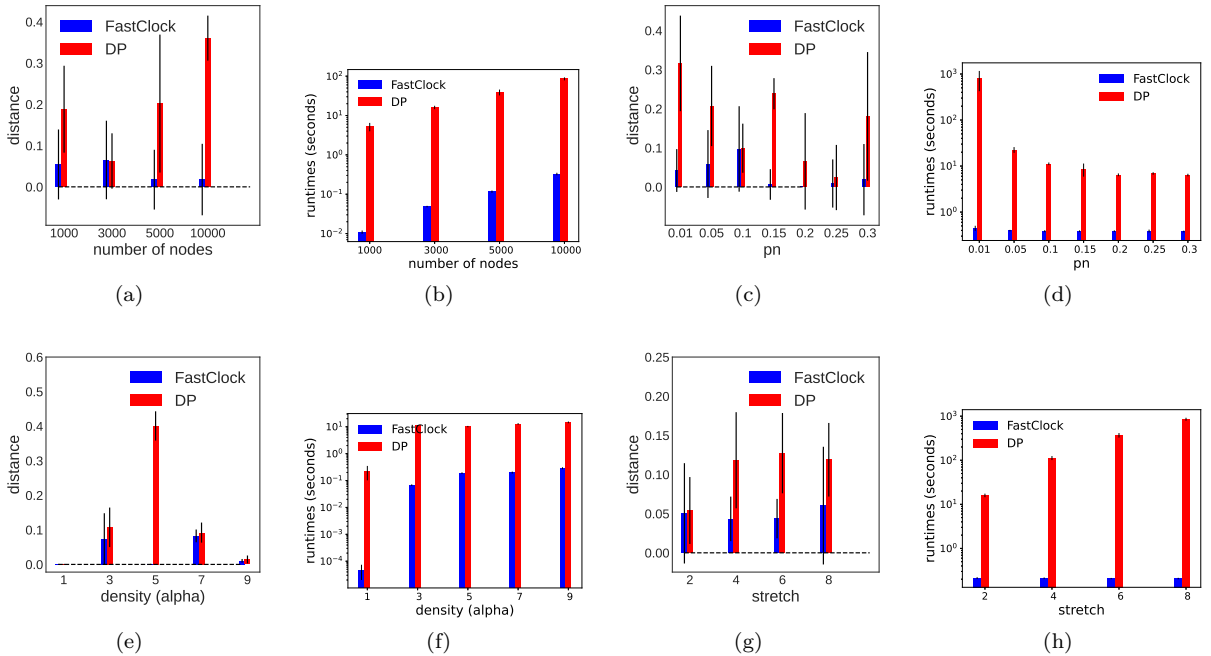 FastClock
DP
distance
0.4
0.3
0.2
0.1
0.0
1000 3000 5000 10000
number of nodes
(a)
FastClock
DP
runtimes (seconds)
10^2
10^1
10^0
10^-1
10^-2
1000 3000 5000 10000
number of nodes
(b)
FastClock
DP
distance
0.4
0.3
0.2
0.1
0.0
0.01 0.05 0.1 0.15 0.2 0.25 0.3
pn
(c)
FastClock
DP
runtimes (seconds)
10^3
10^2
10^1
10^0
0.01 0.05 0.1 0.15 0.2 0.25 0.3
pn
(d)
FastClock
DP
distance
0.6
0.5
0.4
0.3
0.2
0.1
0.0
1 3 5 7 9
density (alpha)
(e)
FastClock
DP
runtimes (seconds)
10^1
10^0
10^-1
10^-2
10^-3
10^-4
1 3 5 7 9
density (alpha)
(f)
FastClock
DP
distance
0.25
0.20
0.15
0.10
0.05
0.00
2 4 6 8
stretch
(g)
FastClock
DP
runtimes (seconds)
10^3
10^2
10^1
10^0
2 4 6 8
stretch
(h)